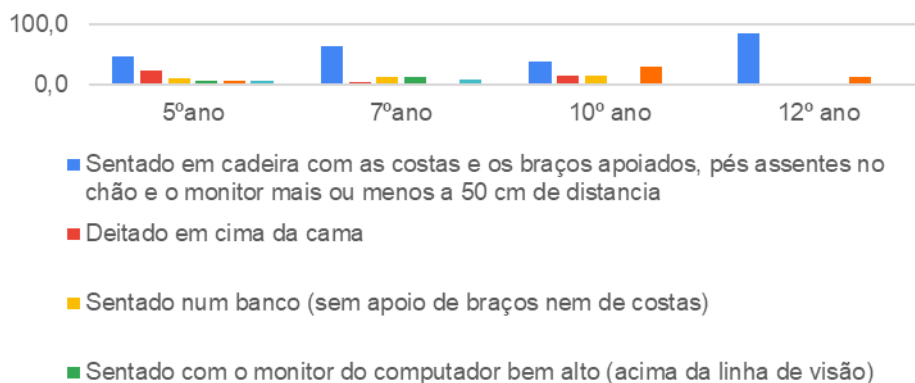 100,0
0,0
5ºano
7ºano
10º ano
12º ano
Sentado em cadeira com as costas e os braços apoiados, pés assentes no
chão e o monitor mais ou menos a 50 cm de distancia
Deitado em cima da cama
Sentado num banco (sem apoio de braços nem de costas)
Sentado com o monitor do computador bem alto (acima da linha de visão)